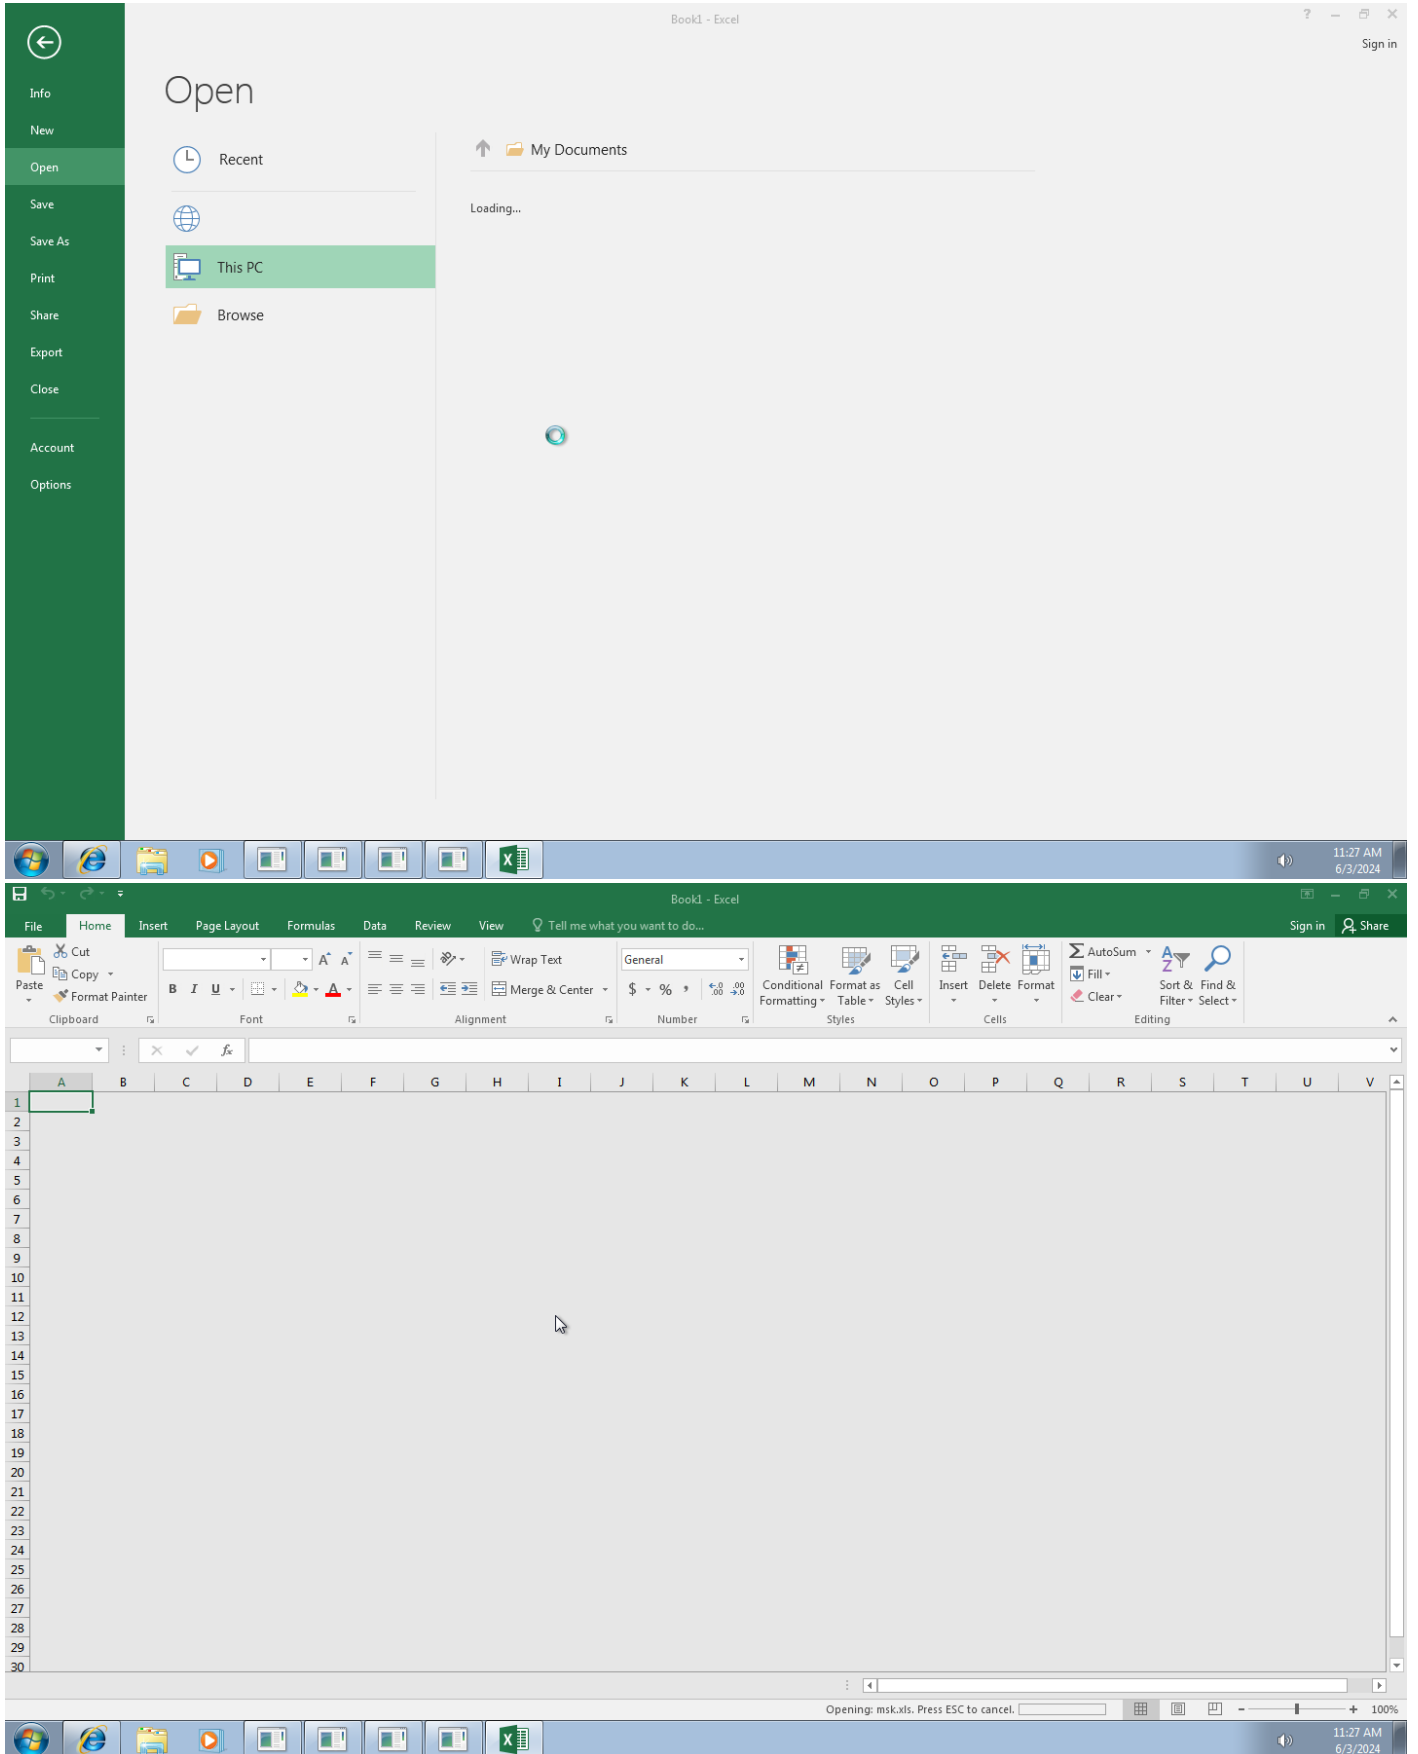 Book1 - Excel
Sign in
Open
Info
New
Open
Save
Save As
Print
Share
Export
Close
Account
Options
Recent
This PC
Browse
My Documents
Loading...
11:27 AM
6/3/2024
Book1 - Excel
File Home Insert Page Layout Formulas Data Review View Tell me what you want to do... Sign in Share
Paste
Cut
Copy
Format Painter
Clipboard
B I U A
Font
Wrap Text
Merge & Center
Alignment
General
$ % ,
Number
Conditional Formatting
Format as Table
Cell Styles
Styles
Insert Delete Format
Cells
AutoSum
Fill
Clear
Sort & Filter
Find & Select
Editing
fx
A B C D E F G H I J K L M N O P Q R S T U V
1
2
3
4
5
6
7
8
9
10
11
12
13
14
15
16
17
18
19
20
21
22
23
24
25
26
27
28
29
30
Opening: msk.xls. Press ESC to cancel.
100%
11:27 AM
6/3/2024